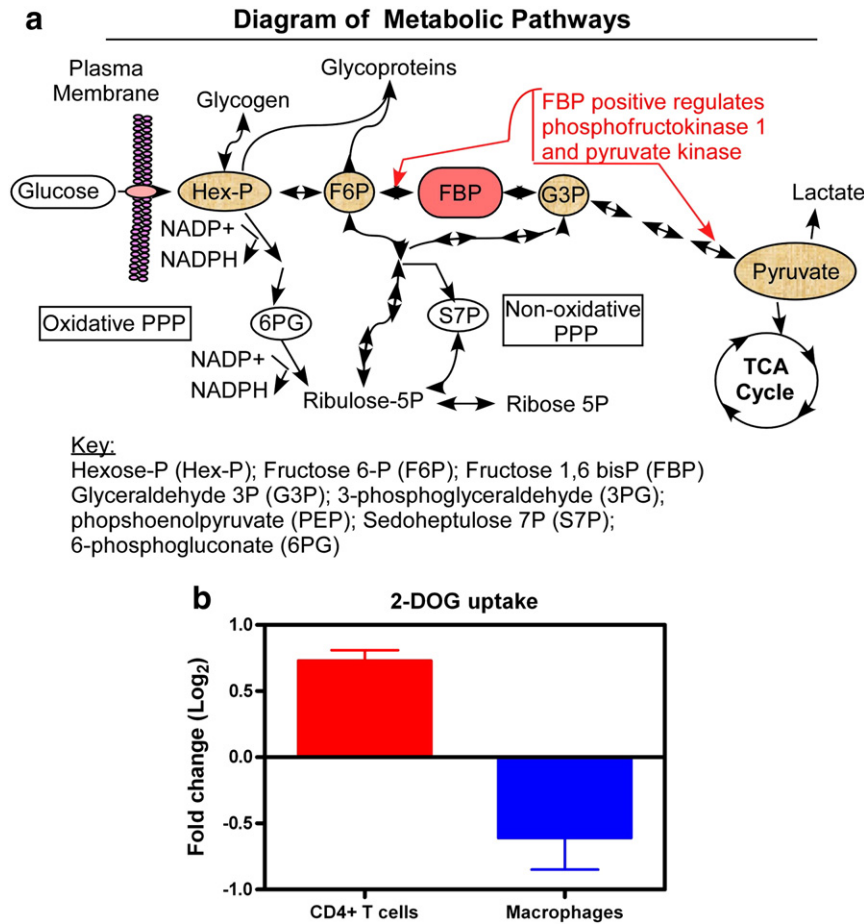 a
Diagram of Metabolic Pathways
Plasma
Membrane
Glycoproteins
Glycogen
FBP positive regulates
phosphofructokinase 1
and pyruvate kinase
Glucose
Hex-P
F6P
FBP
G3P
Lactate
NADP+
NADPH
Pyruvate
Oxidative PPP
6PG
S7P
Non-oxidative
PPP
NADP+
NADPH
Ribulose-5P
Ribose 5P
TCA
Cycle
Key:
Hexose-P (Hex-P); Fructose 6-P (F6P); Fructose 1,6 bisP (FBP)
Glyceraldehyde 3P (G3P); 3-phosphoglyceraldehyde (3PG);
phopshoenolpyruvate (PEP); Sedoheptulose 7P (S7P);
6-phosphogluconate (6PG)
b
2-DOG uptake
Fold change (Log2)
1.0
0.5
0.0
-0.5
-1.0
CD4+ T cells
Macrophages